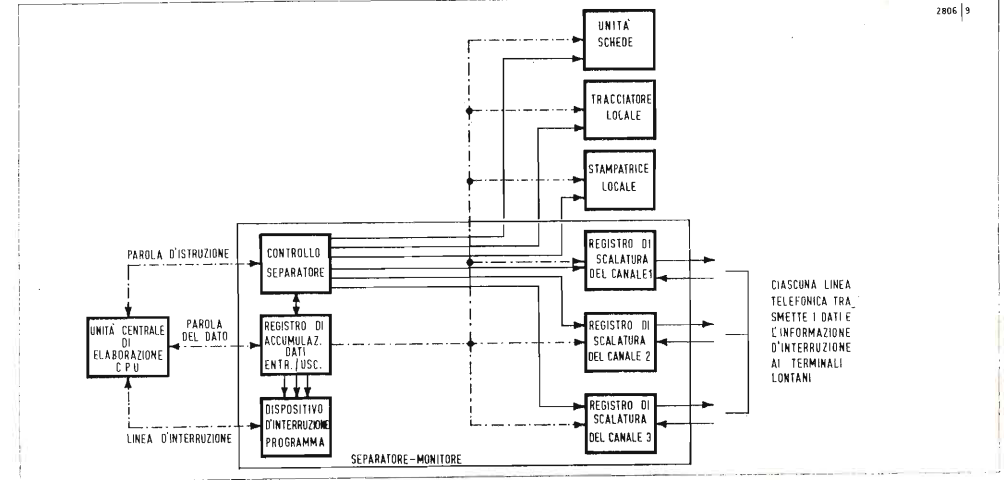 2806 | 9
UNITÀ
SCHEDE
TRACCIATORE
LOCALE
STAMPATRICE
LOCALE
PAROLA D'ISTRUZIONE
CONTROLLO
SEPARATORE
REGISTRO DI
SCALATURA
DEL CANALE 1
CIASCUNA LINEA
TELEFONICA TRA_
SMETTE I DATI E
L'INFORMAZIONE
D'INTERRUZIONE
AI TERMINALI
LONTANI
UNITÀ CENTRALE
DI
ELABORAZIONE
CPU
PAROLA
DEL DATO
REGISTRO DI
ACCUMULAZ.
DATI
ENTR./USC.
REGISTRO DI
SCALATURA
DEL CANALE 2
LINEA D'INTERRUZIONE
DISPOSITIVO
D'INTERRUZIONE
PROGRAMMA
REGISTRO DI
SCALATURA
DEL CANALE 3
SEPARATORE-MONITORE